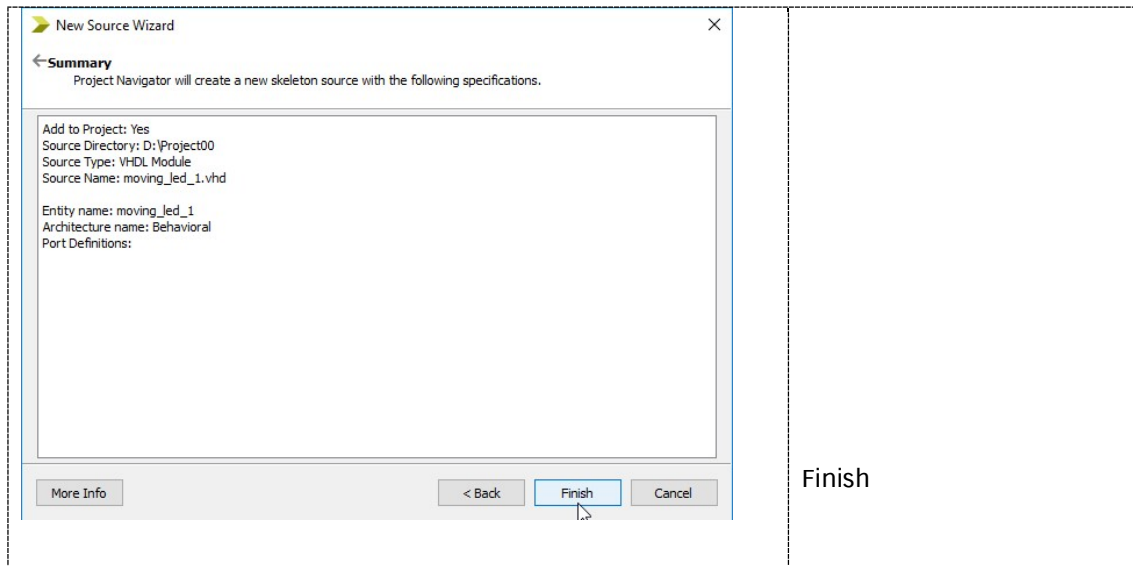 New Source Wizard
Summary
Project Navigator will create a new skeleton source with the following specifications.
Add to Project: Yes
Source Directory: D:\Project00
Source Type: VHDL Module
Source Name: moving_led_1.vhd
Entity name: moving_led_1
Architecture name: Behavioral
Port Definitions:
More Info < Back Finish Cancel
Finish